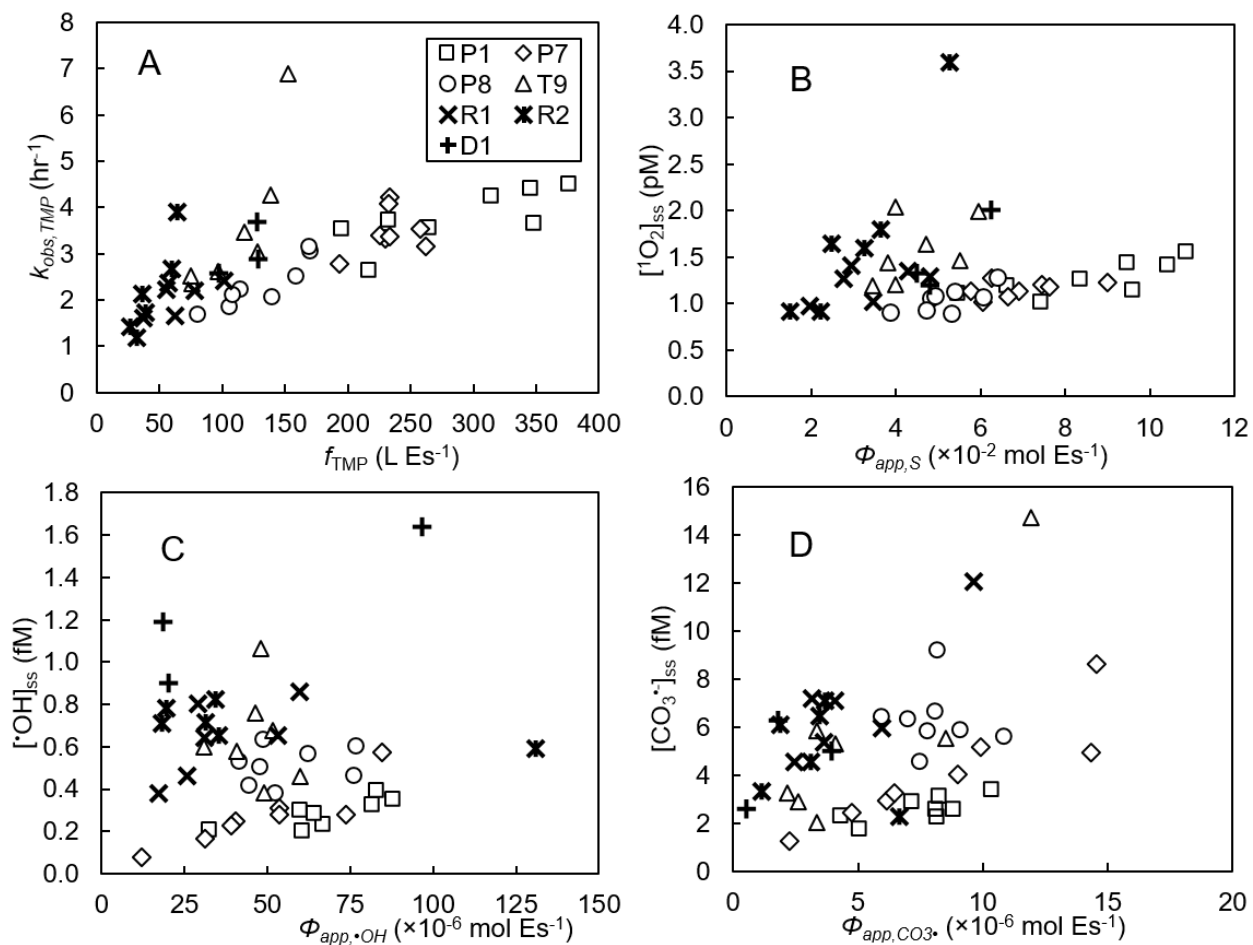 A
B
8
7
6
5
4
3
2
1
0
k_obs,TMP (hr⁻¹)
P1 P7
P8 T9
R1 R2
D1
0 50 100 150 200 250 300 350 400
f_TMP (L Es⁻¹)
4.0
3.5
3.0
2.5
2.0
1.5
1.0
0.5
0.0
[¹O₂]ss (pM)
0 2 4 6 8 10 12
Φapp,S (×10⁻² mol Es⁻¹)
C
D
1.8
1.6
1.4
1.2
1.0
0.8
0.6
0.4
0.2
0.0
[•OH]ss (fM)
0 25 50 75 100 125 150
Φapp,•OH (×10⁻⁶ mol Es⁻¹)
16
14
12
10
8
6
4
2
0
[CO₃•⁻]ss (fM)
0 5 10 15 20
Φapp,CO3• (×10⁻⁶ mol Es⁻¹)